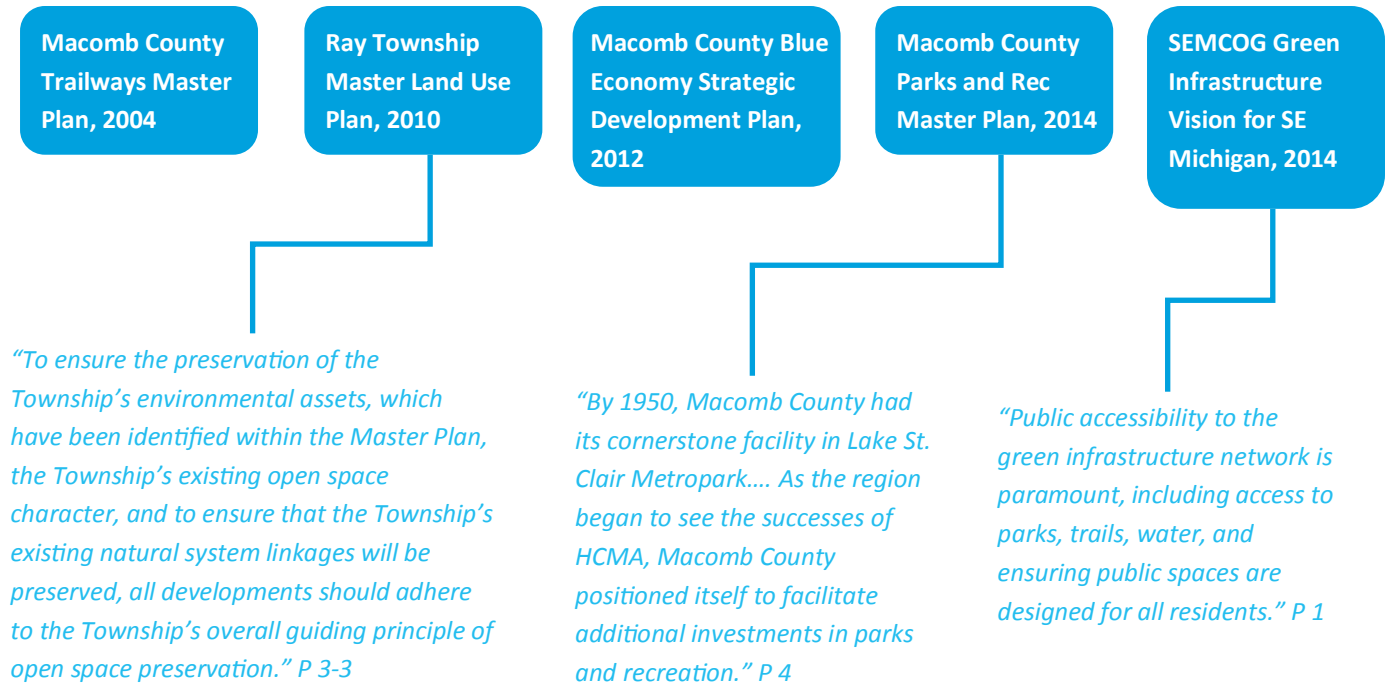 Macomb County
Trailways Master
Plan, 2004
Ray Township
Master Land Use
Plan, 2010
Macomb County Blue
Economy Strategic
Development Plan,
2012
Macomb County
Parks and Rec
Master Plan, 2014
SEMCOG Green
Infrastructure
Vision for SE
Michigan, 2014
“To ensure the preservation of the
Township’s environmental assets, which
have been identified within the Master Plan,
the Township’s existing open space
character, and to ensure that the Township’s
existing natural system linkages will be
preserved, all developments should adhere
to the Township’s overall guiding principle of
open space preservation.” P 3-3
“By 1950, Macomb County had
its cornerstone facility in Lake St.
Clair Metropark.... As the region
began to see the successes of
HCMA, Macomb County
positioned itself to facilitate
additional investments in parks
and recreation.” P 4
“Public accessibility to the
green infrastructure network is
paramount, including access to
parks, trails, water, and
ensuring public spaces are
designed for all residents.” P 1